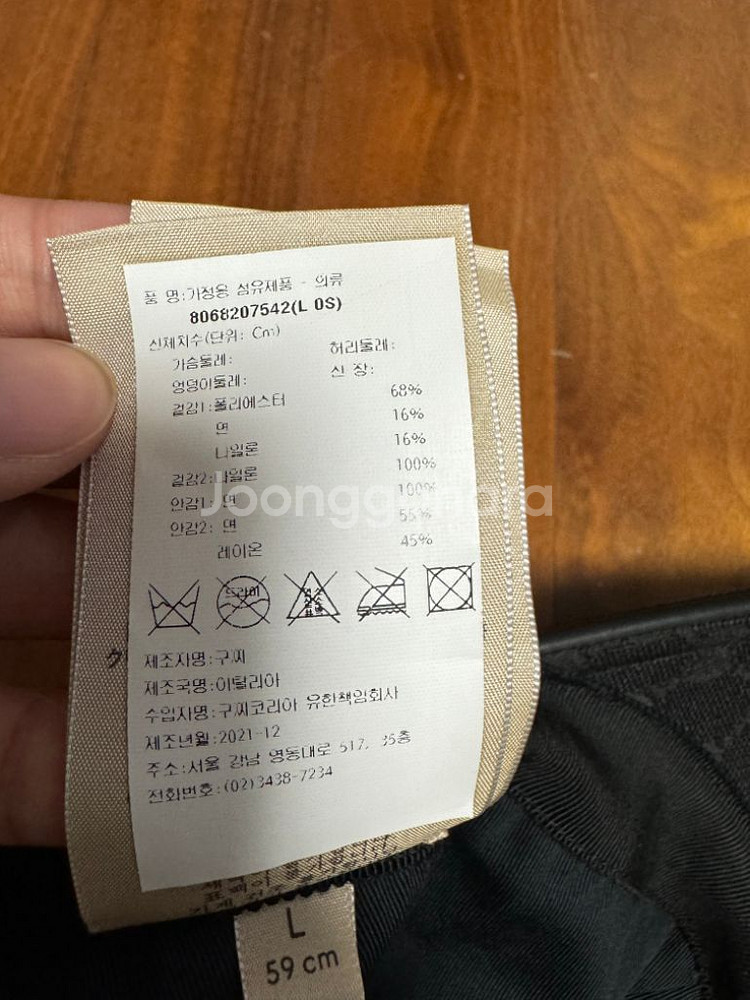 품 명:가정용 섬유제품 - 의류
8068207542(L 0S)
신체치수(단위: Cm)
가슴둘레: 허리둘레:
엉덩이둘레: 신 장:
겉감1:폴리에스터 68%
면 16%
나일론 16%
겉감2:나일론 100%
안감1: 면 100%
안감2: 면 55%
레이온 45%
드라이
제조자명:구찌
제조국명:이탈리아
수입자명:구찌코리아 유한책임회사
제조년월:2021-12
주소:서울 강남 영동대로 517, 35층
전화번호:(02)3438-7234
L
59 cm
Joonggonara